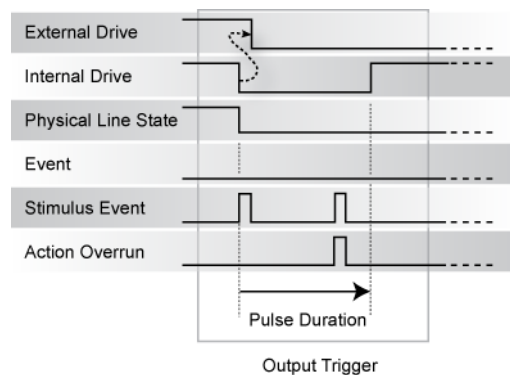 External Drive
Internal Drive
Physical Line State
Event
Stimulus Event
Action Overrun
Pulse Duration
Output Trigger